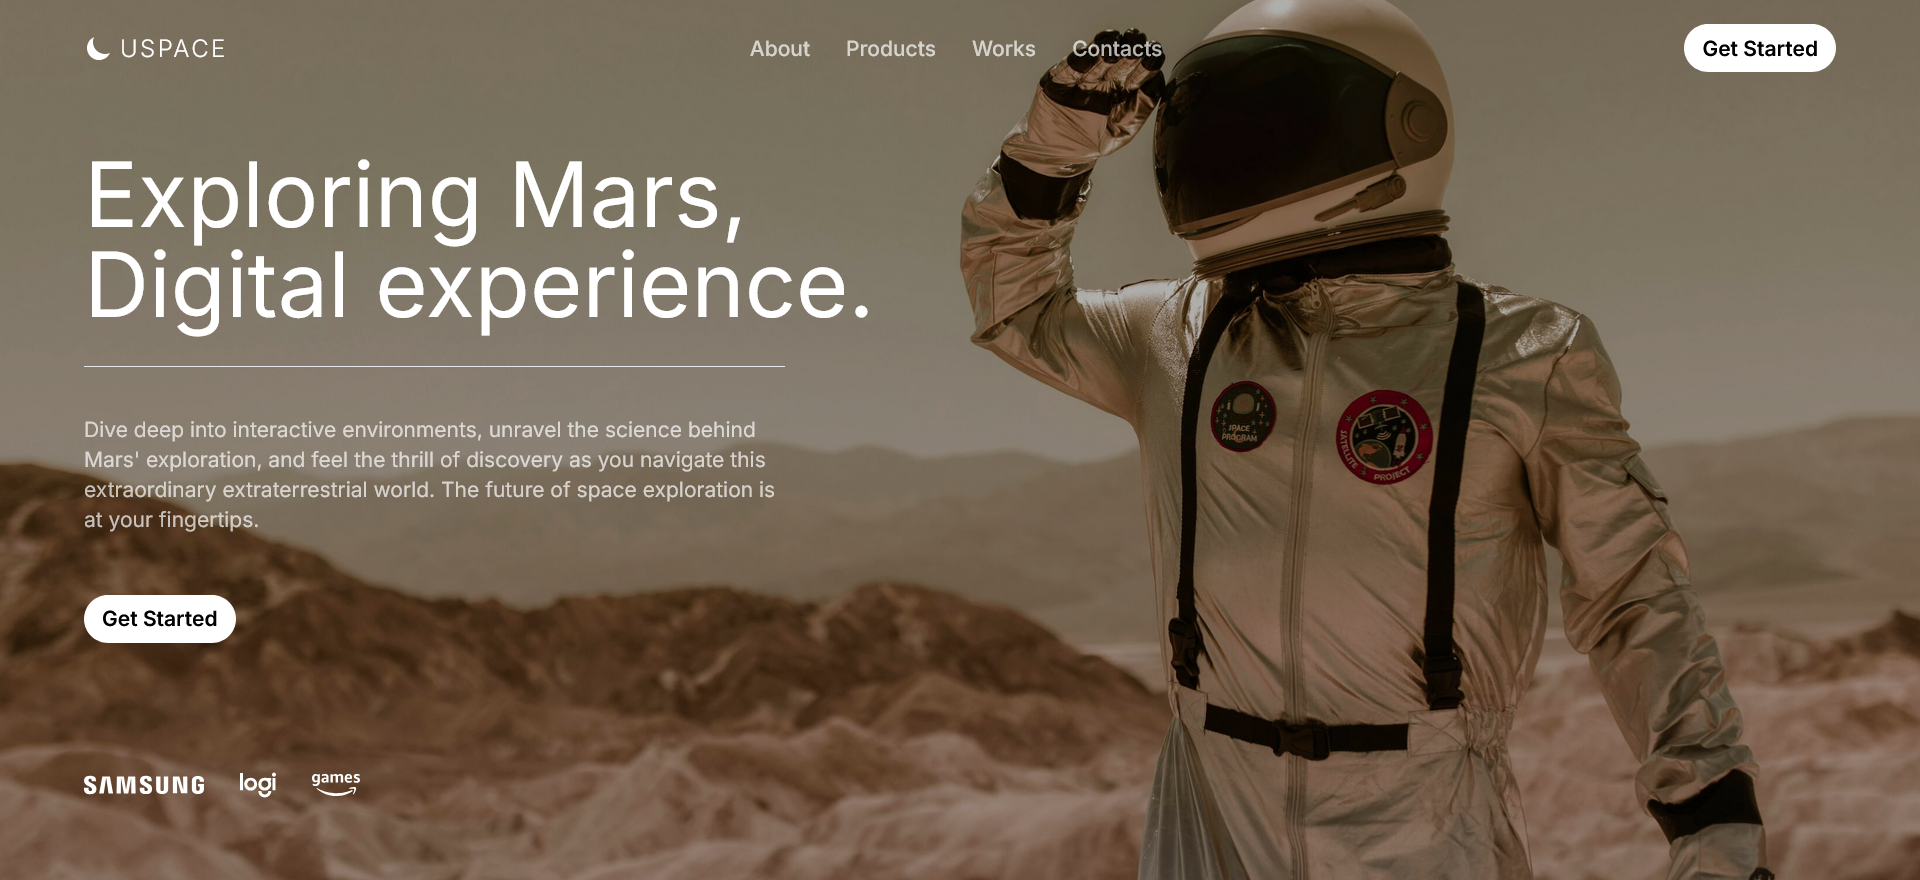 USPACE
About
Products
Works
Contacts
Get Started
Exploring Mars,
Digital experience.
Dive deep into interactive environments, unravel the science behind
Mars' exploration, and feel the thrill of discovery as you navigate this
extraordinary extraterrestrial world. The future of space exploration is
at your fingertips.
Get Started
SAMSUNG
logi
games
SPACE
PROGRAM
SATELLITE PROJECT